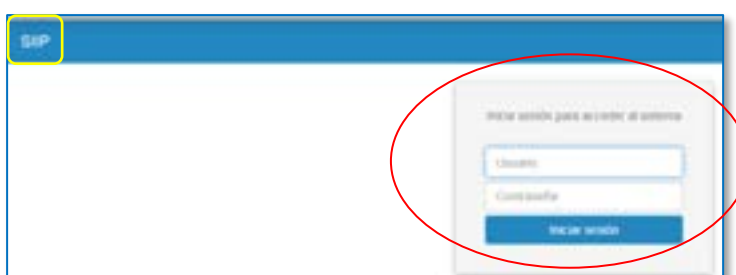 SIIP
Iniciar sesión para acceder al sistema
Usuario
Contraseña
Iniciar sesión